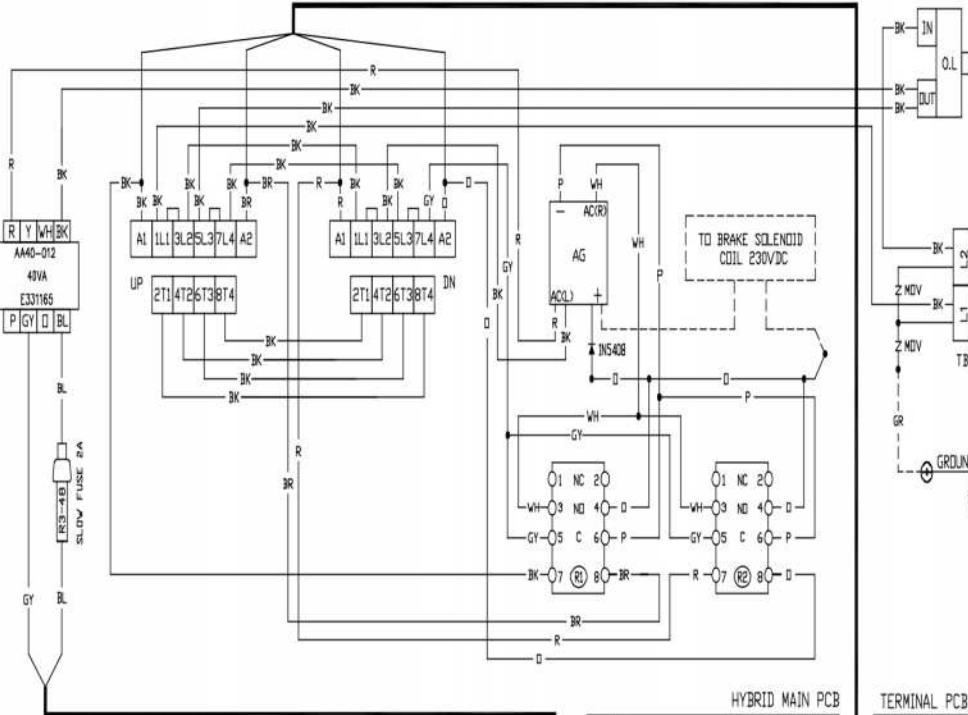 BK IN
O.L
R
BK BK OUT
BK BK
BK
R BK
BK BK
BK BR R BK GY O P WH
BK BK BK BK BK BR R BK BK BK GY O
R Y WH BK
AA40-012
40VA
E331165
P GY O BL
A1 1L1 3L2 5L3 7L4 A2
A1 1L1 3L2 5L3 7L4 A2
UP
2T1 4T2 6T3 8T4
2T1 4T2 6T3 8T4
DN
- AC(R)
AG
AC(L) +
R
WH
P
GY
BK
O
R BK
TO BRAKE SOLENOID
COIL 230VDC
BK L2
MOV
BK L1
MOV
TB
BK
BK
BK
BK
1N5408
O O
P
BL
R3-4B
SLOW FUSE 2A
R
BR
WH
GY
GR
GROUN
1 NC 2
WH 3 NO 4 O
GY 5 C 6 P
BK 7 R1 8 BR
1 NC 2
WH 3 NO 4 O
GY 5 C 6 P
R 7 R2 8 O
GY BL
BR
R
O
HYBRID MAIN PCB
TERMINAL PCB